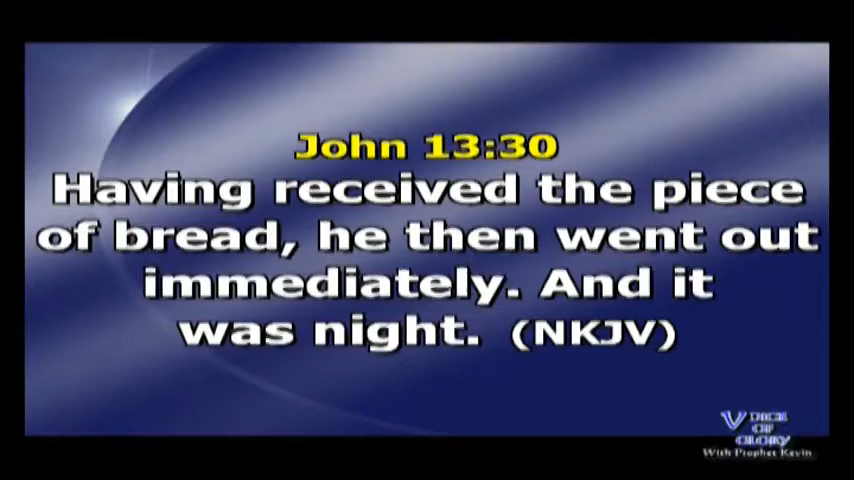 John 13:30
Having received the piece
of bread, he then went out
immediately. And it
was night. (NKJV)
VOICE
OF
GLORY
With Prophet Kevin